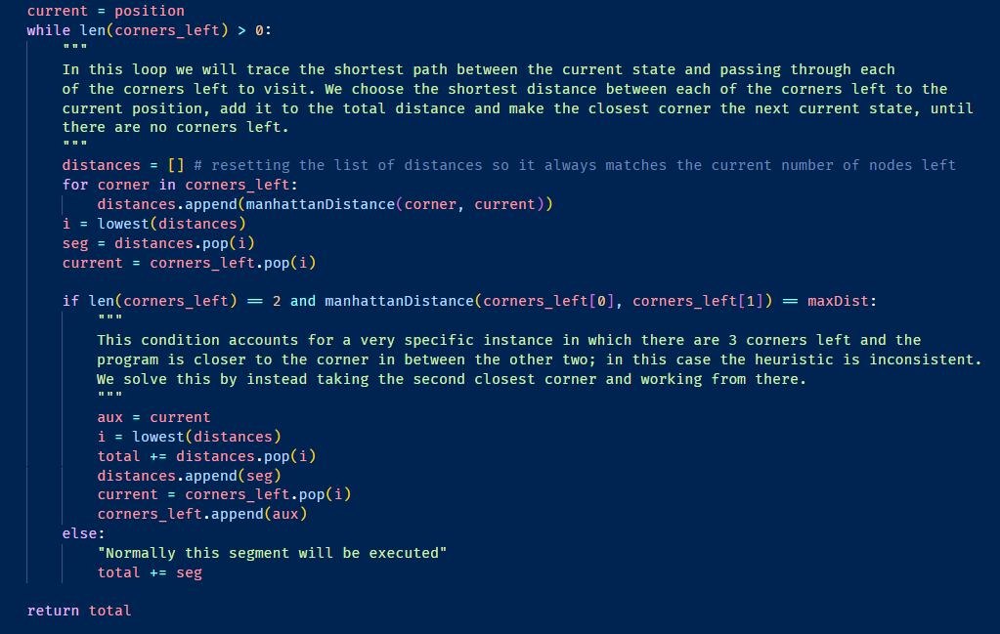 current = position
while len(corners_left) > 0:
    """
    In this loop we will trace the shortest path between the current state and passing through each
    of the corners left to visit. We choose the shortest distance between each of the corners left to the
    current position, add it to the total distance and make the closest corner the next current state, until
    there are no corners left.
    """
    distances = [] # resetting the list of distances so it always matches the current number of nodes left
    for corner in corners_left:
        distances.append(manhattanDistance(corner, current))
    i = lowest(distances)
    seg = distances.pop(i)
    current = corners_left.pop(i)

    if len(corners_left) == 2 and manhattanDistance(corners_left[0], corners_left[1]) == maxDist:
        """
        This condition accounts for a very specific instance in which there are 3 corners left and the
        program is closer to the corner in between the other two; in this case the heuristic is inconsistent.
        We solve this by instead taking the second closest corner and working from there.
        """
        aux = current
        i = lowest(distances)
        total += distances.pop(i)
        distances.append(seg)
        current = corners_left.pop(i)
        corners_left.append(aux)
    else:
        "Normally this segment will be executed"
        total += seg

return total